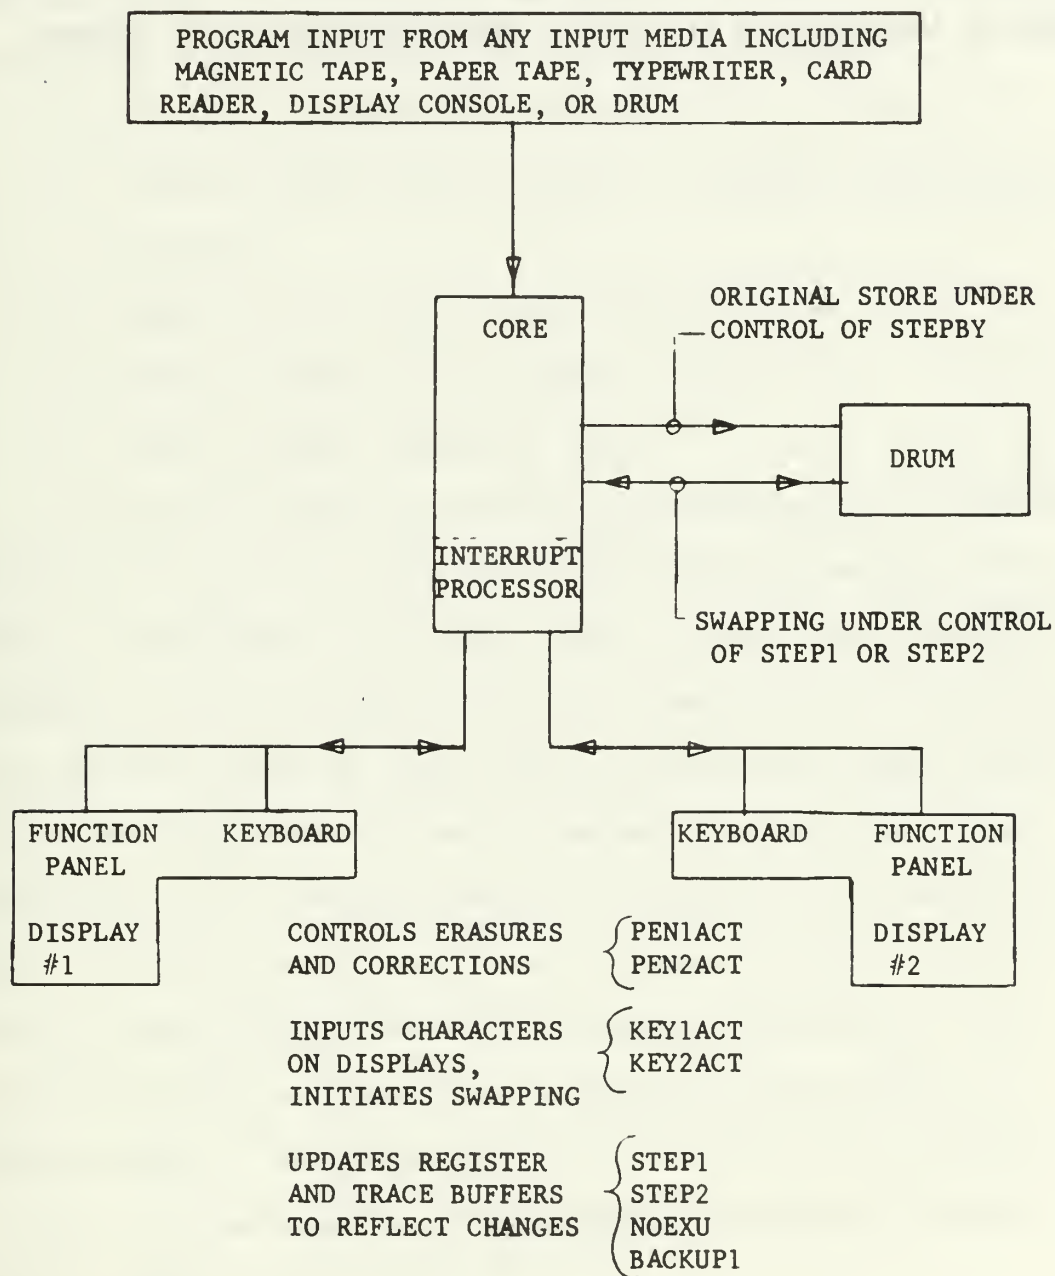 PROGRAM INPUT FROM ANY INPUT MEDIA INCLUDING
MAGNETIC TAPE, PAPER TAPE, TYPEWRITER, CARD
READER, DISPLAY CONSOLE, OR DRUM
CORE
ORIGINAL STORE UNDER
CONTROL OF STEPBY
DRUM
INTERRUPT
PROCESSOR
SWAPPING UNDER CONTROL
OF STEP1 OR STEP2
FUNCTION
PANEL
KEYBOARD
DISPLAY
#1
KEYBOARD
FUNCTION
PANEL
DISPLAY
#2
CONTROLS ERASURES
AND CORRECTIONS
PEN1ACT
PEN2ACT
INPUTS CHARACTERS
ON DISPLAYS,
INITIATES SWAPPING
KEY1ACT
KEY2ACT
UPDATES REGISTER
AND TRACE BUFFERS
TO REFLECT CHANGES
STEP1
STEP2
NOEXU
BACKUP1